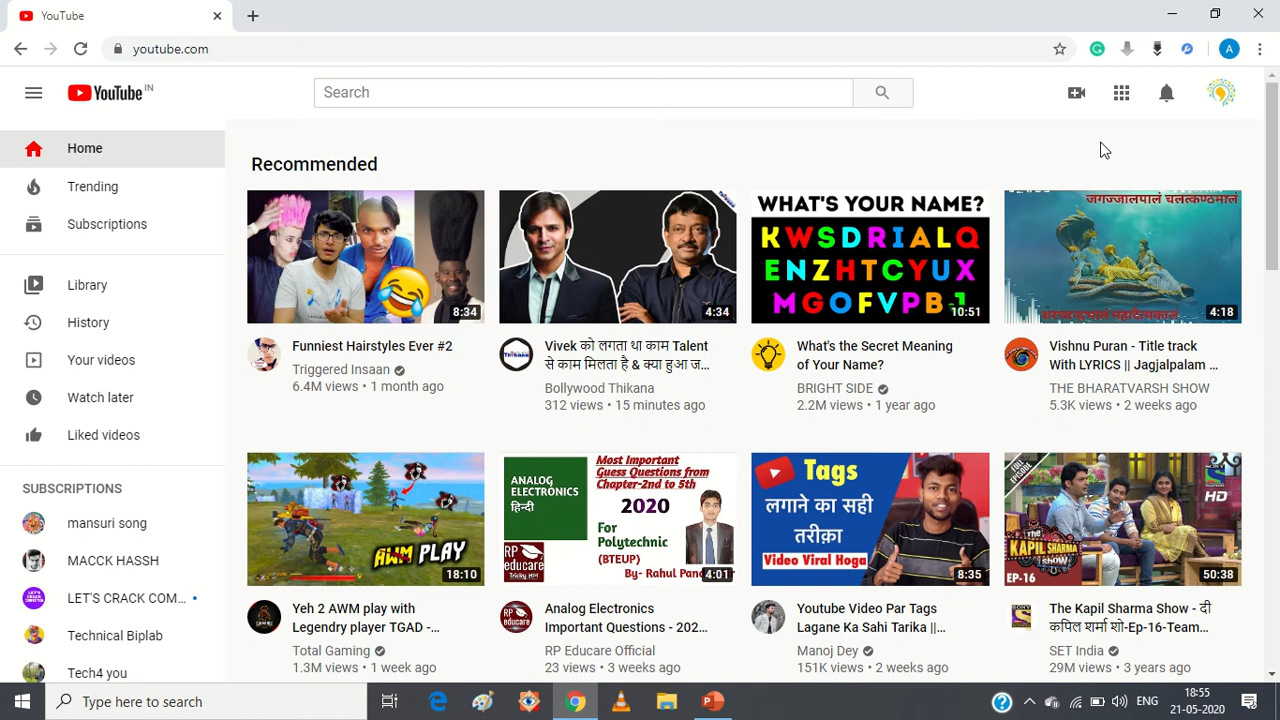 YouTube
youtube.com
A
YouTube IN
Search
Home
Trending
Subscriptions
Library
History
Your videos
Watch later
Liked videos
SUBSCRIPTIONS
mansuri song
MACCK HASSH
LET'S CRACK COM...
Technical Biplab
Tech4 you
Recommended
8:34
Funniest Hairstyles Ever #2
Triggered Insaan
6.4M views • 1 month ago
4:34
Vivek को लगता था काम Talent
से काम मिलता है & क्या हुआ ज...
Bollywood Thikana
312 views • 15 minutes ago
WHAT'S YOUR NAME?
KWSDRIALQ
ENZHTCYUX
MGOFVPBJ
10:51
What's the Secret Meaning
of Your Name?
BRIGHT SIDE
2.2M views • 1 year ago
जगज्जालपालं चलत्कण्ठमालं
4:18
Vishnu Puran - Title track
With LYRICS || Jagjalpalam ...
THE BHARATVARSH SHOW
5.3K views • 2 weeks ago
AWM PLAY
18:10
Yeh 2 AWM play with
Legendry player TGAD -...
Total Gaming
1.3M views • 1 week ago
ANALOG
ELECTRONICS
हिन्दी
Most Important
Guess Questions from
Chapter-2nd to 5th
2020
For
Polytechnic
(BTEUP)
By- Rahul
RP
educare
4:01
Analog Electronics
Important Questions - 202...
RP Educare Official
23 views • 3 weeks ago
Tags
लगाने का सही
तरीक़ा
Video Viral Hoga
8:35
Youtube Video Par Tags
Lagane Ka Sahi Tarika ||...
Manoj Dey
151K views • 2 weeks ago
FULL
EPISODE
SONY
HD
The
KAPIL SHARMA
Show
EP-16
50:38
The Kapil Sharma Show - दी
कपिल शर्मा शो-Ep-16-Team...
SET India
29M views • 3 years ago
Type here to search
ENG
18:55
21-05-2020